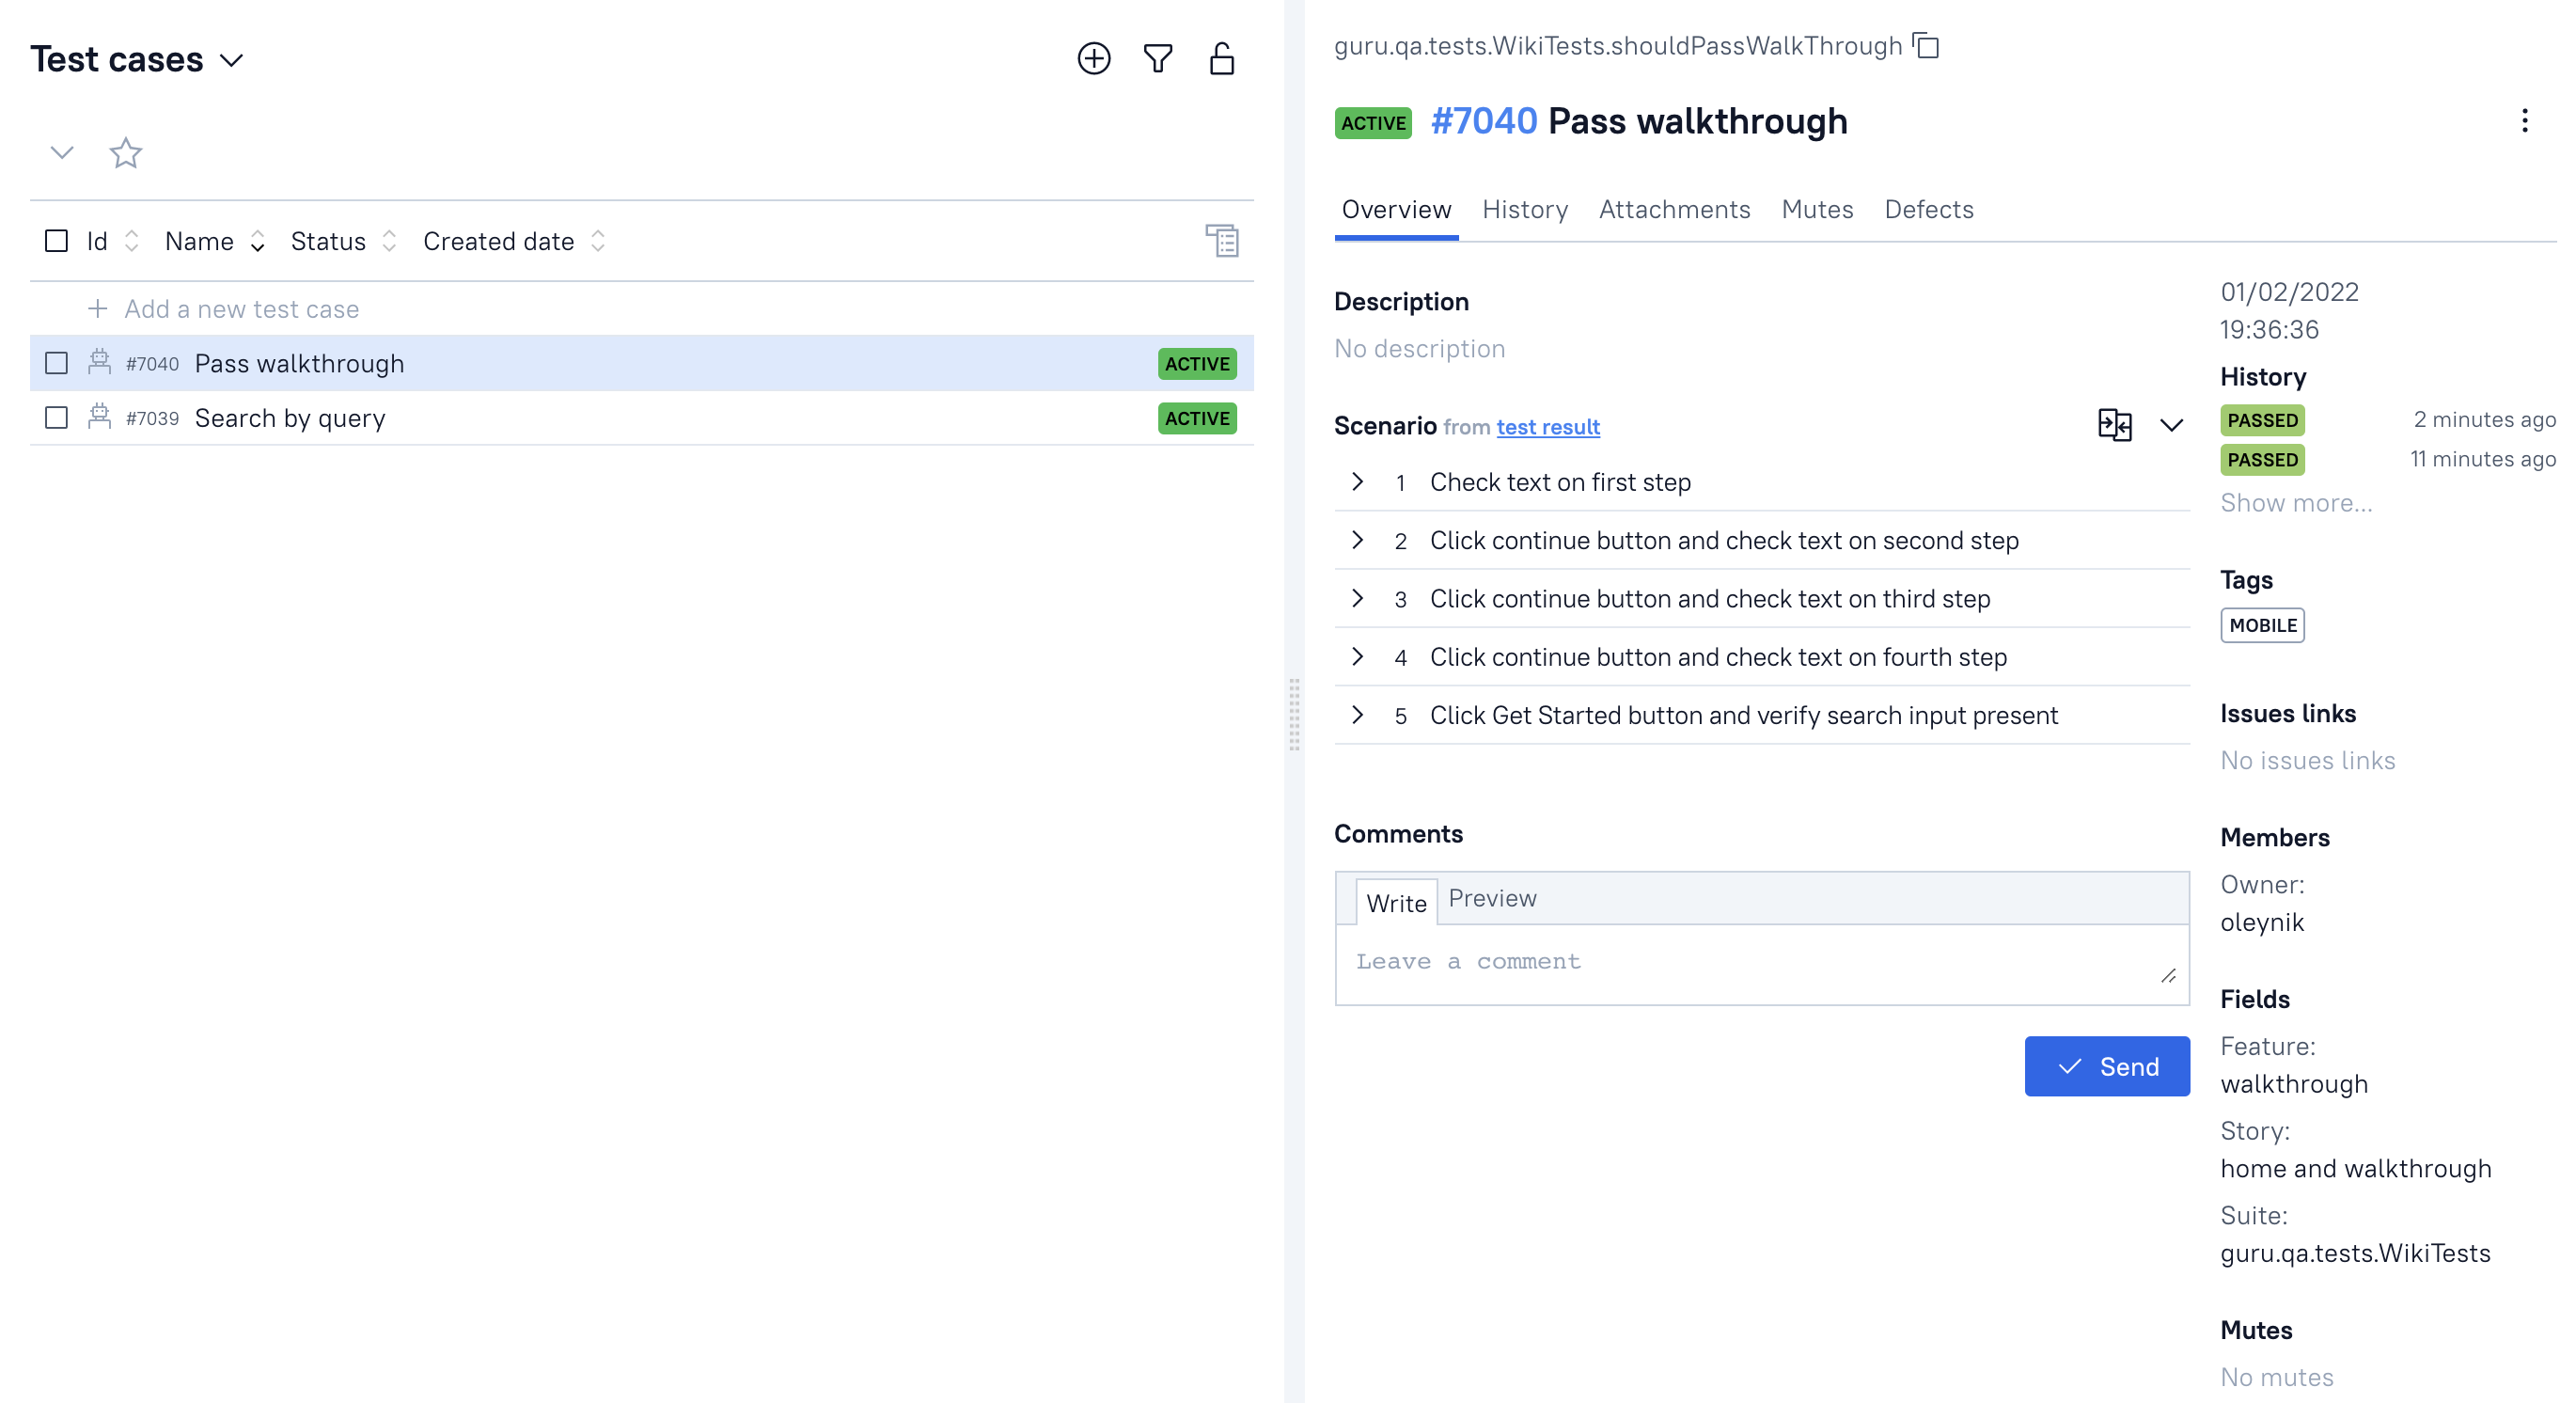 Test cases
Id Name Status Created date
Add a new test case
#7040 Pass walkthrough ACTIVE
#7039 Search by query ACTIVE
guru.qa.tests.WikiTests.shouldPassWalkThrough
ACTIVE #7040 Pass walkthrough
Overview History Attachments Mutes Defects
Description
No description
Scenario from test result
1 Check text on first step
2 Click continue button and check text on second step
3 Click continue button and check text on third step
4 Click continue button and check text on fourth step
5 Click Get Started button and verify search input present
Comments
Write Preview
Leave a comment
Send
01/02/2022
19:36:36
History
PASSED 2 minutes ago
PASSED 11 minutes ago
Show more...
Tags
MOBILE
Issues links
No issues links
Members
Owner:
oleynik
Fields
Feature:
walkthrough
Story:
home and walkthrough
Suite:
guru.qa.tests.WikiTests
Mutes
No mutes